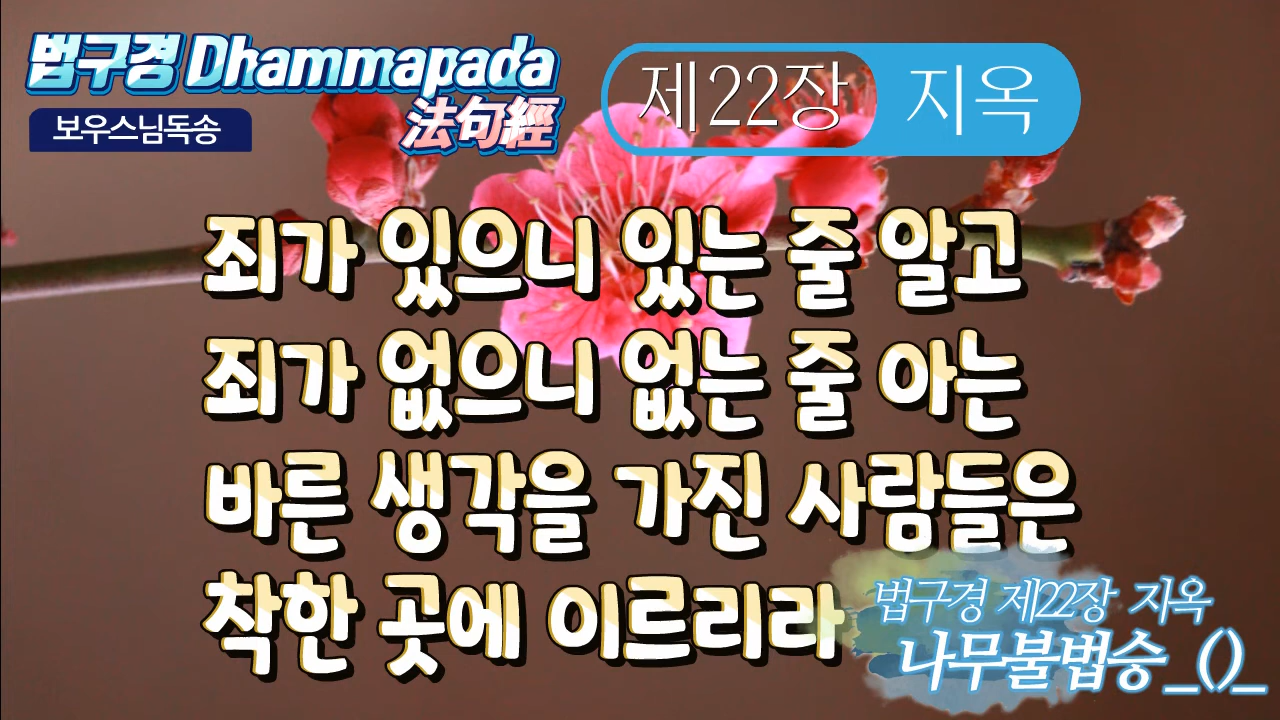 법구경 Dhammapada
法句經
보우스님독송
제22장 지옥
죄가 있으니 있는 줄 알고
죄가 없으니 없는 줄 아는
바른 생각을 가진 사람들은
착한 곳에 이르리라
법구경 제22장 지옥
나무불법승_()_